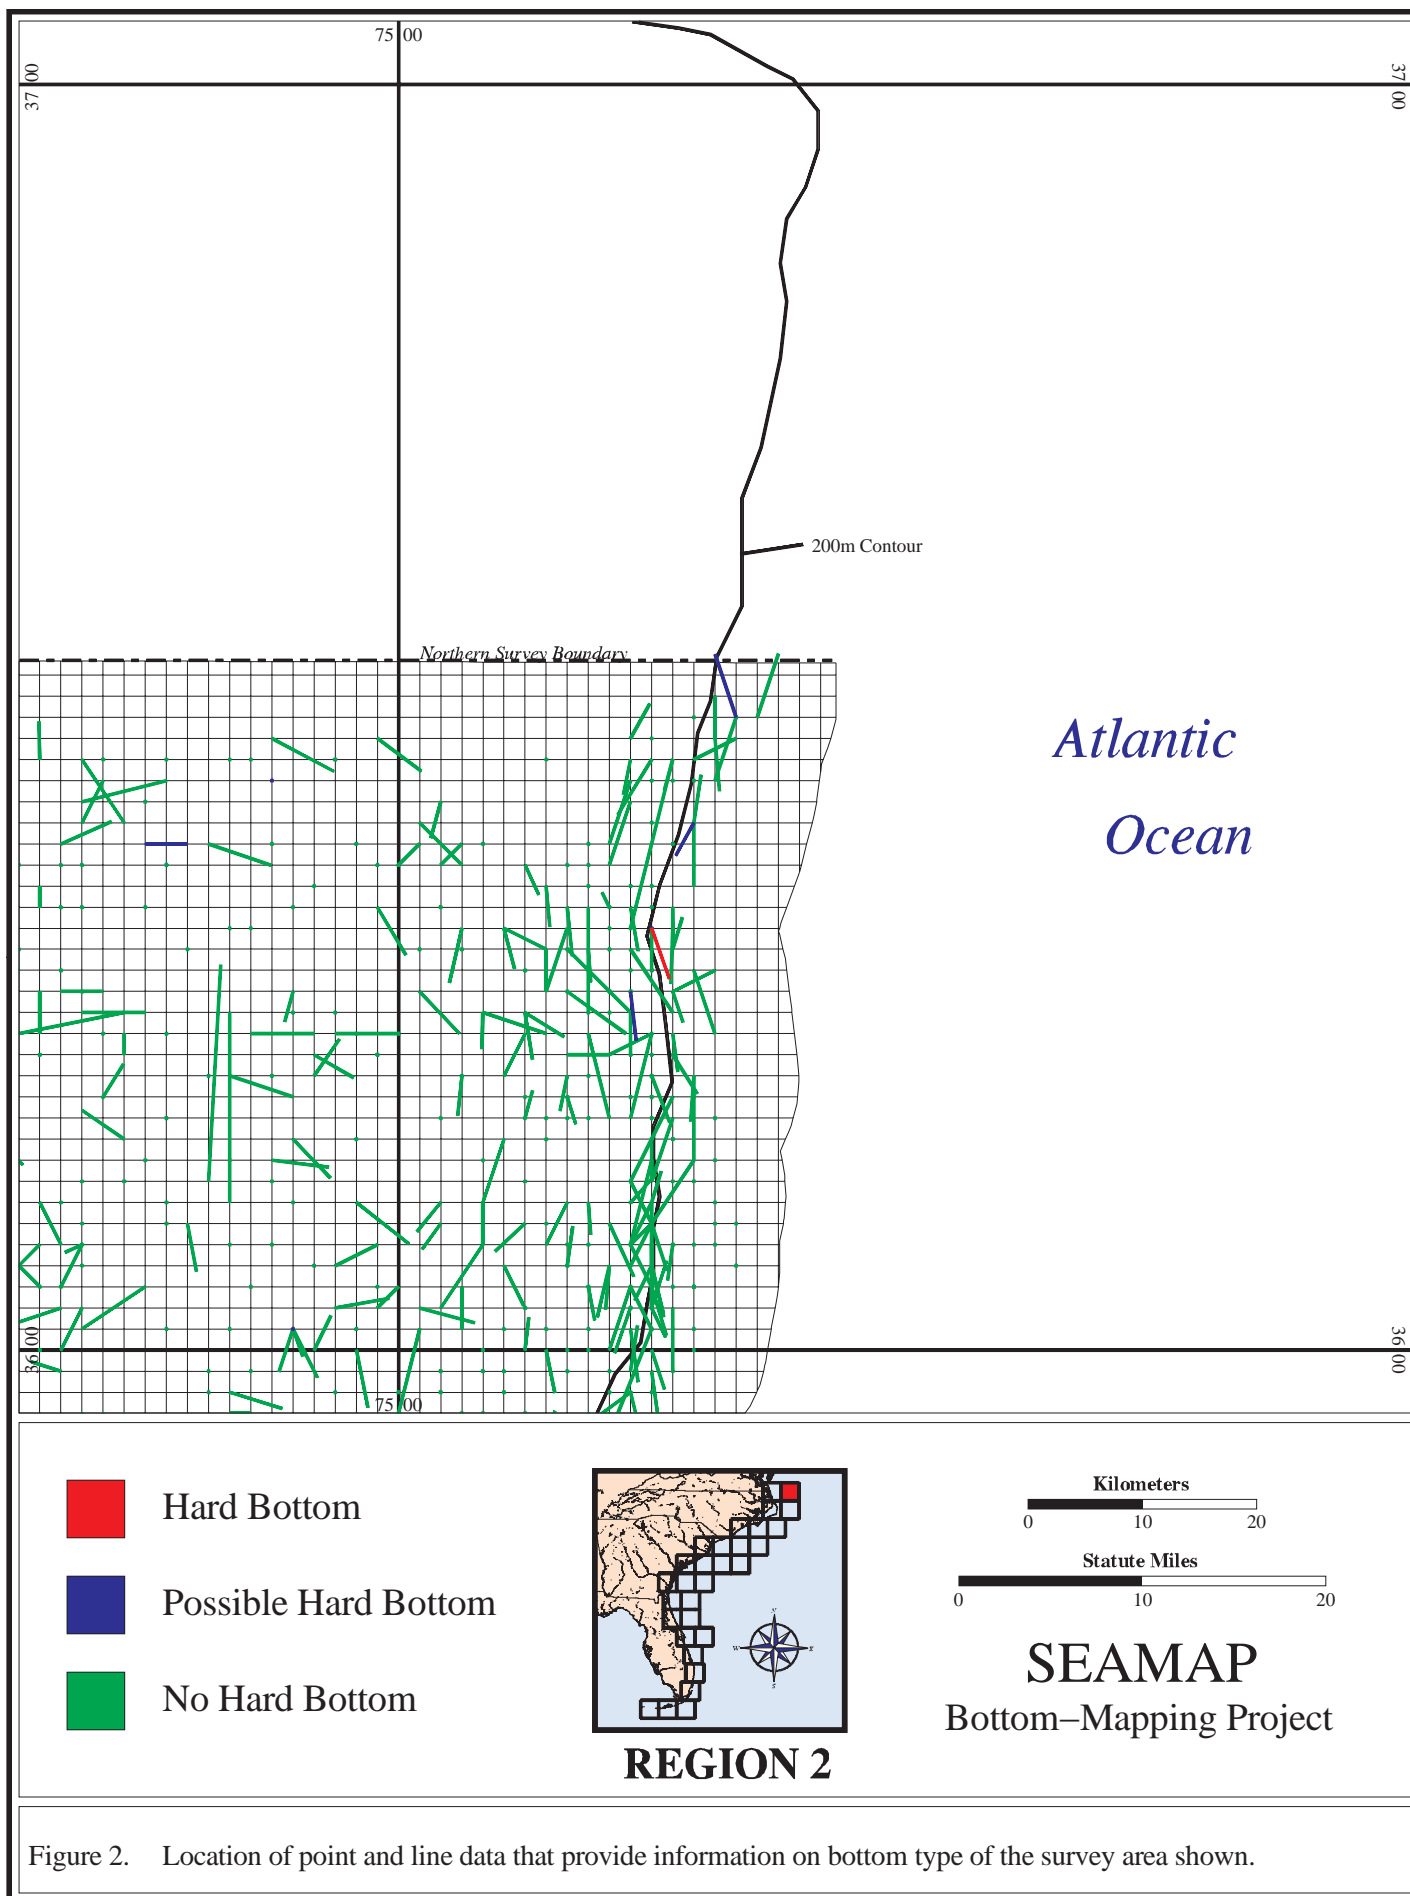 75 00
37 00
37 00
200m Contour
Northern Survey Boundary
Atlantic
Ocean
36 00
36 00
75 00
Hard Bottom
Possible Hard Bottom
No Hard Bottom
N
W
E
S
REGION 2
Kilometers
0 10 20
Statute Miles
0 10 20
SEAMAP
Bottom−Mapping Project
Figure 2. Location of point and line data that provide information on bottom type of the survey area shown.